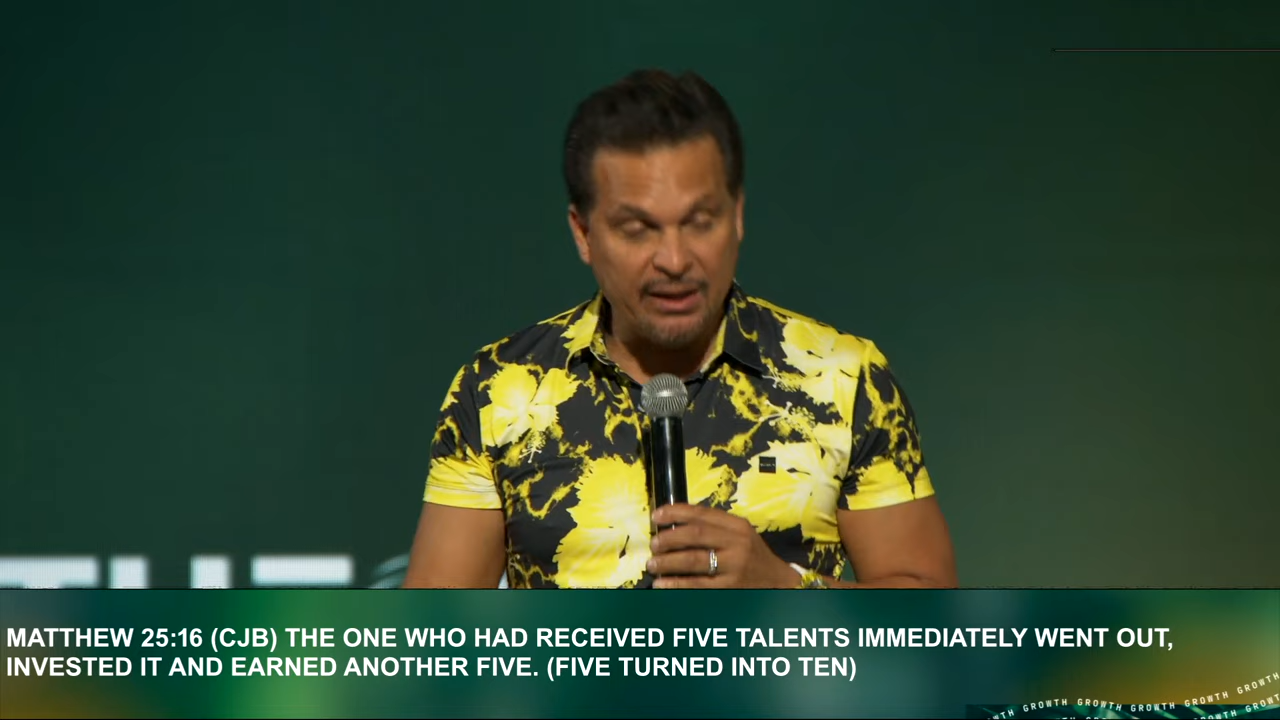 MATTHEW 25:16 (CJB) THE ONE WHO HAD RECEIVED FIVE TALENTS IMMEDIATELY WENT OUT,
INVESTED IT AND EARNED ANOTHER FIVE. (FIVE TURNED INTO TEN)
GROWTH GROWTH GROWTH GROWTH GROWTH